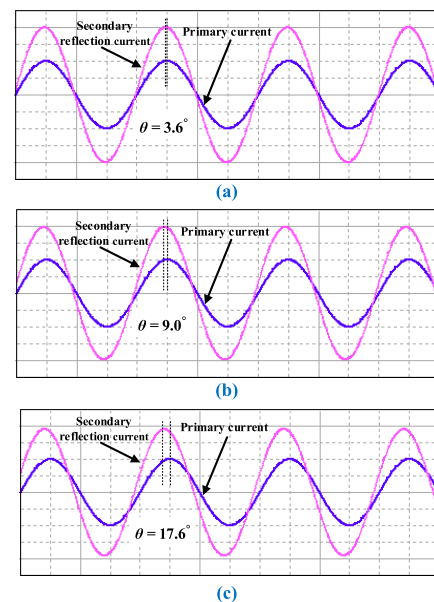 Secondary
reflection current
Primary current
θ = 3.6°
(a)
Secondary
reflection current
Primary current
θ = 9.0°
(b)
Secondary
reflection current
Primary current
θ = 17.6°
(c)